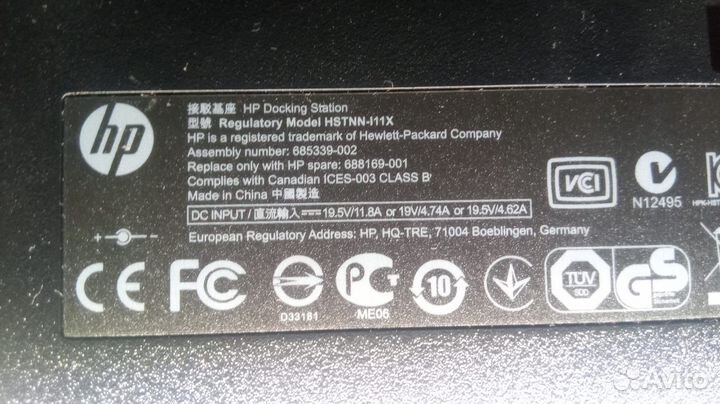 hp
接駁基座 HP Docking Station
型號 Regulatory Model HSTNN-I11X
HP is a registered trademark of Hewlett-Packard Company
Assembly number: 685339-002
Replace only with HP spare: 688169-001
Complies with Canadian ICES-003 CLASS B
Made in China 中國製造
DC INPUT / 直流輸入 19.5V/11.8A or 19V/4.74A or 19.5V/4.62A
European Regulatory Address: HP, HQ-TRE, 71004 Boeblingen, Germany
VCI
N12495
HPK-HST
CE FC
D33181
PC
ME06
10
TÜV
SÜD
GS
Avito